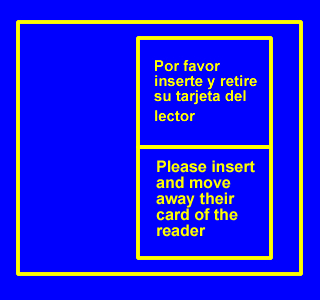 Por favor
inserte y retire
su tarjeta del
lector
Please insert
and move
away their
card of the
reader